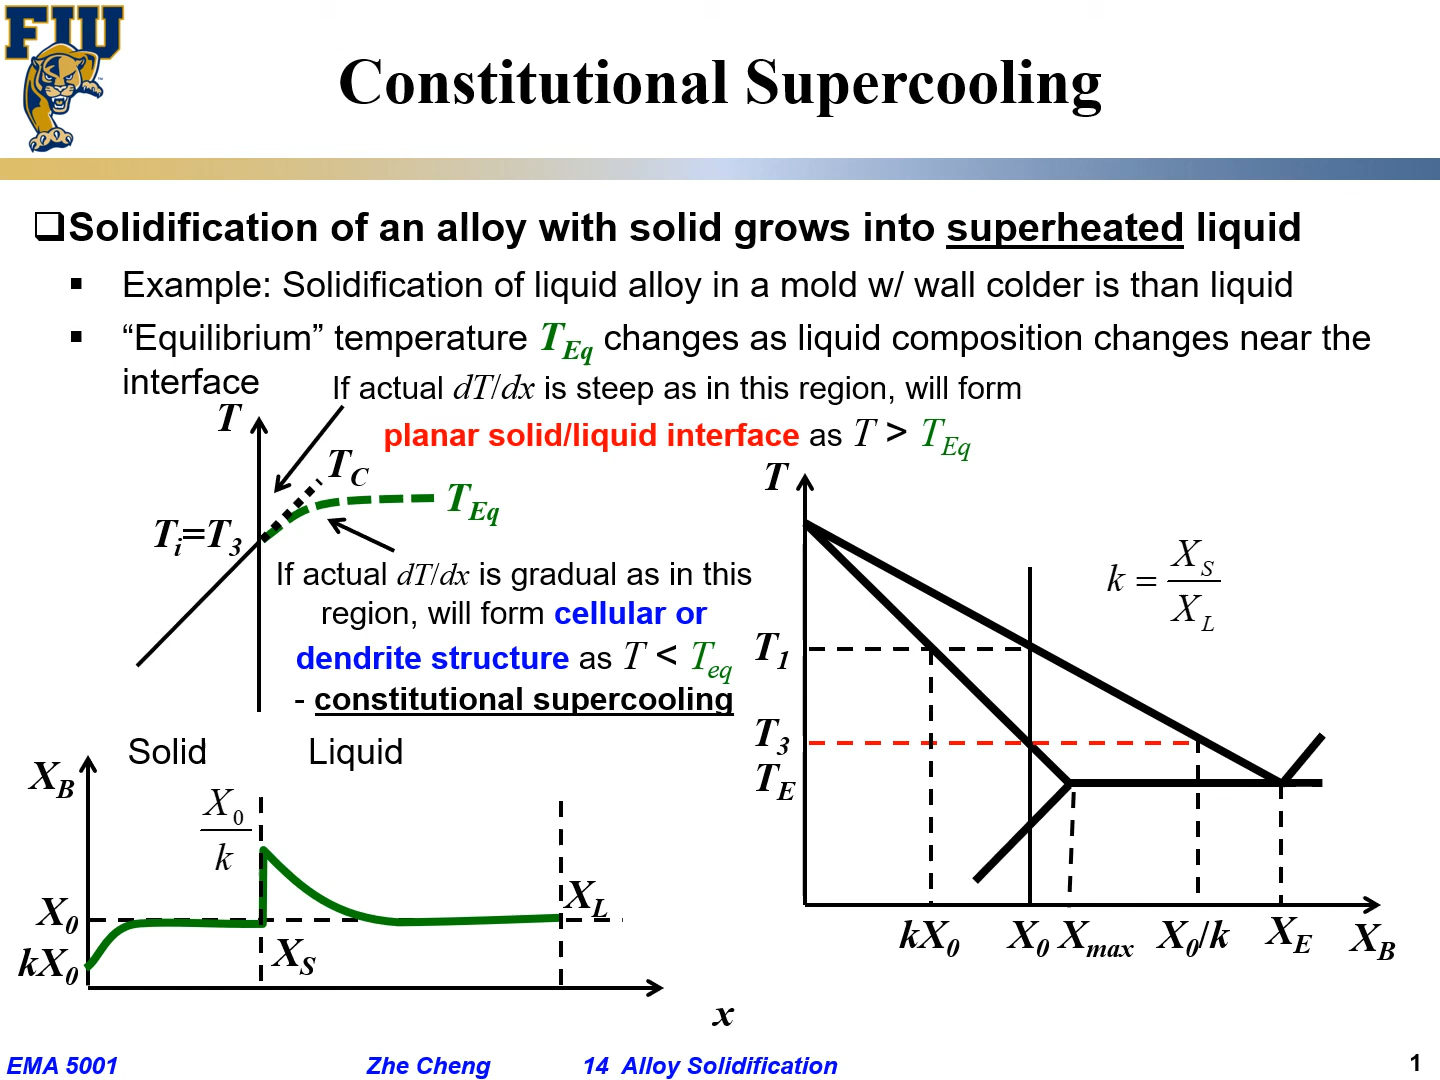 FIU
Constitutional Supercooling
❑Solidification of an alloy with solid grows into superheated liquid
▪ Example: Solidification of liquid alloy in a mold w/ wall colder is than liquid
▪ “Equilibrium” temperature T_Eq changes as liquid composition changes near the
interface
If actual dT/dx is steep as in this region, will form
planar solid/liquid interface as T > T_Eq
T
T_C
T_Eq
T_i=T_3
If actual dT/dx is gradual as in this
region, will form cellular or
dendrite structure as T < T_eq
- constitutional supercooling
Solid
Liquid
X_B
X_0
k
X_0
kX_0
X_S
X_L
x
T
k = X_S / X_L
T_1
T_3
T_E
kX_0
X_0
X_max
X_0/k
X_E
X_B
EMA 5001
Zhe Cheng
14 Alloy Solidification
1